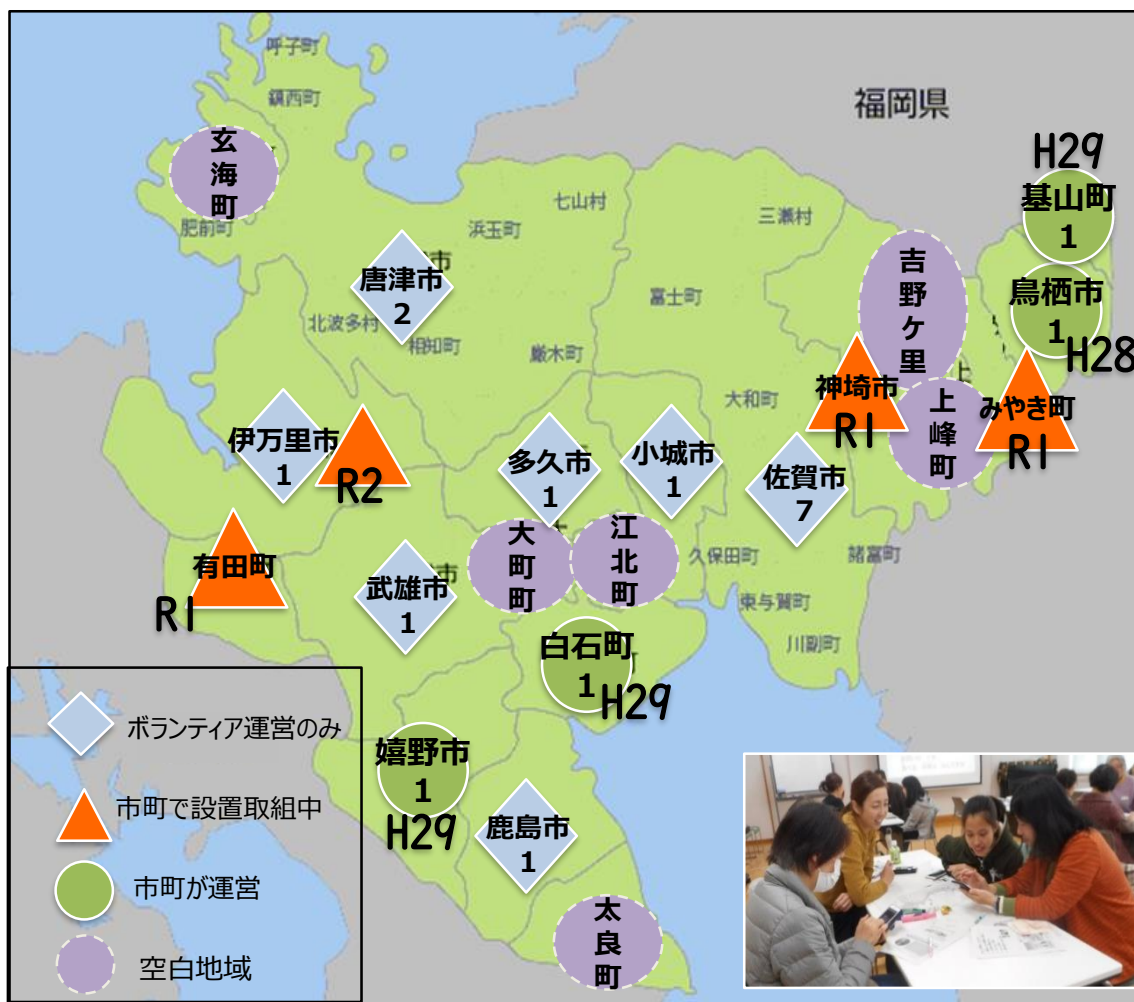 呼子町
鎮西町
福岡県
玄海町
H29
基山町
1
七山村
三瀬村
浜玉町
肥前町
吉野ケ里
鳥栖市
1
H28
唐津市
2
市
富士町
北波多村
相知町
厳木町
上
神埼市
R1
大和町
上峰町
みやき町
R1
伊万里市
1
R2
多久市
1
小城市
1
佐賀市
7
有田町
R1
武雄市
1
市
大町町
江北町
久保田町
諸富町
東与賀町
川副町
白石町
1
H29
嬉野市
1
H29
鹿島市
1
太良町
ボランティア運営のみ
市町で設置取組中
市町が運営
空白地域